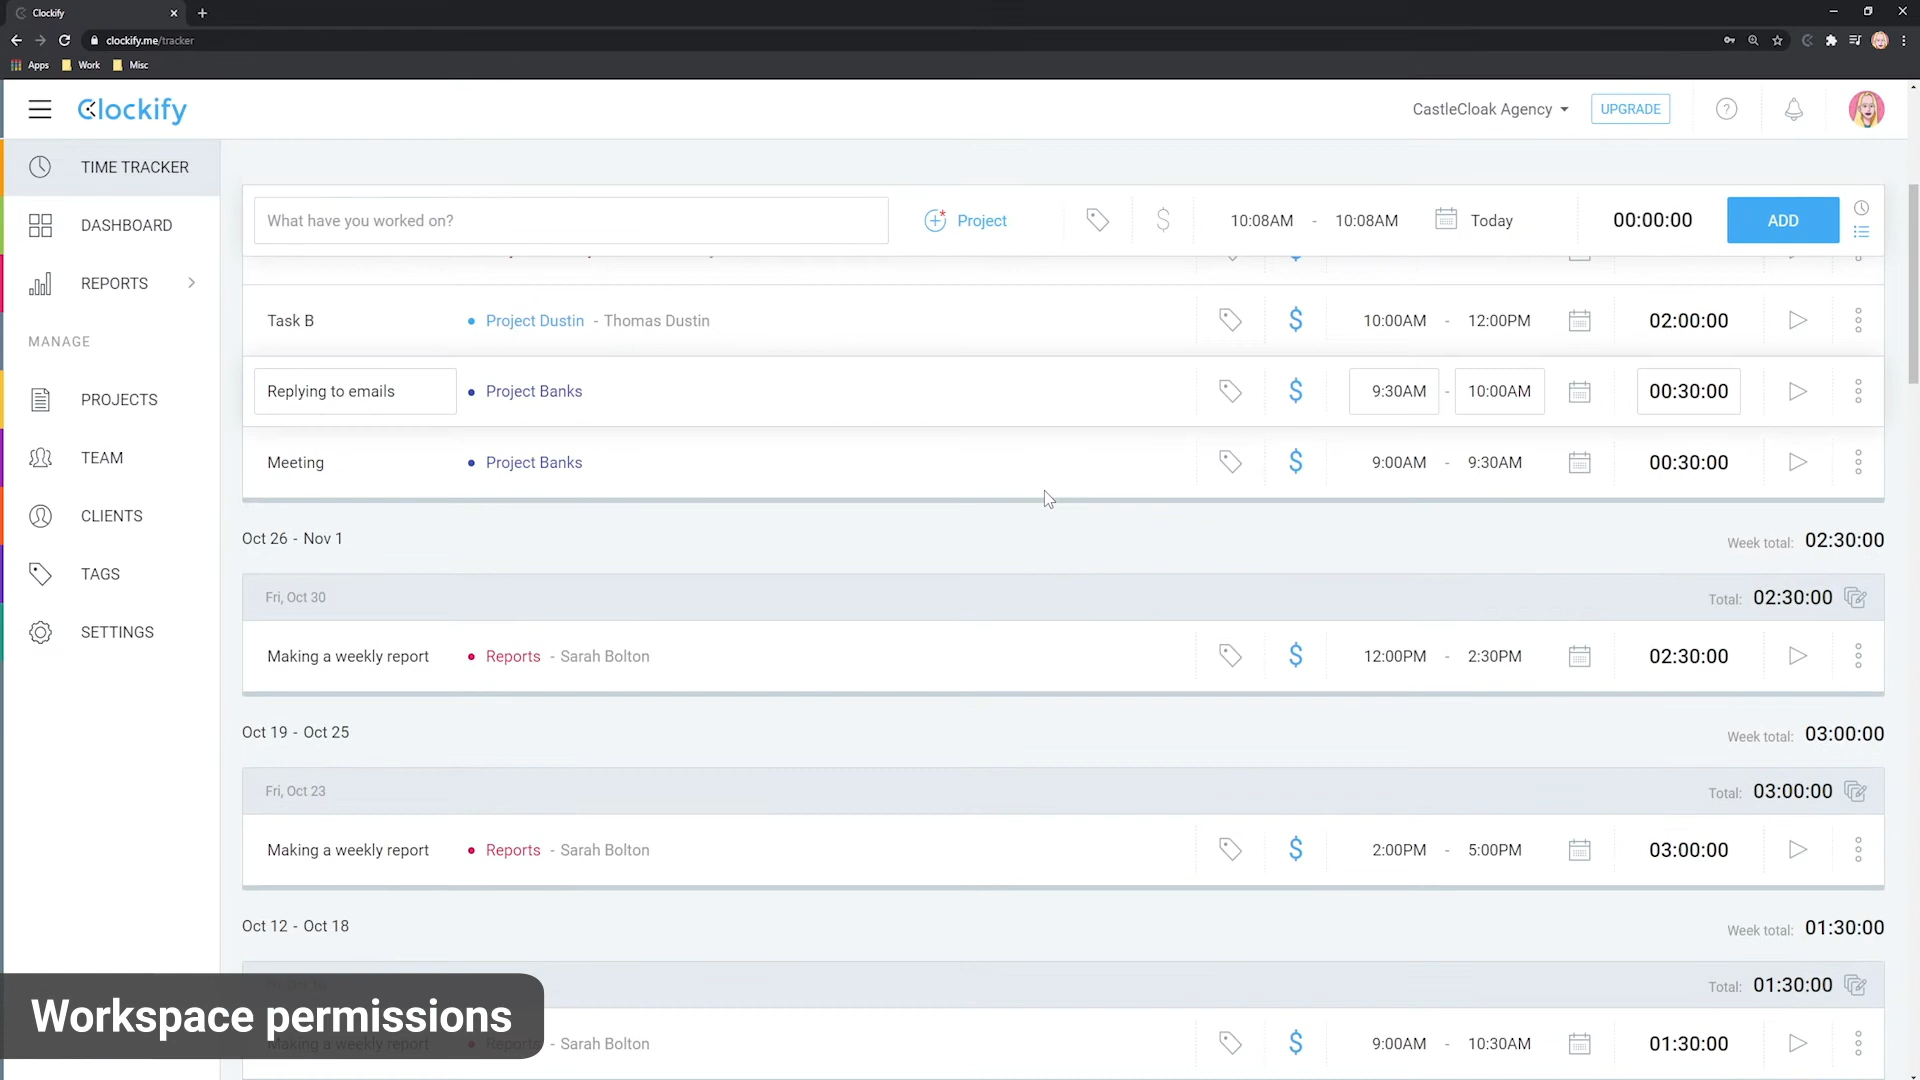 Clockify
clockify.me/tracker
Apps Work Misc
Clockify CastleCloak Agency UPGRADE
TIME TRACKER
DASHBOARD
REPORTS
MANAGE
PROJECTS
TEAM
CLIENTS
TAGS
SETTINGS
What have you worked on? Project 10:08AM - 10:08AM Today 00:00:00 ADD
Task B Project Dustin - Thomas Dustin $ 10:00AM - 12:00PM 02:00:00
Replying to emails Project Banks $ 9:30AM - 10:00AM 00:30:00
Meeting Project Banks $ 9:00AM - 9:30AM 00:30:00
Oct 26 - Nov 1 Week total: 02:30:00
Fri, Oct 30 Total: 02:30:00
Making a weekly report Reports - Sarah Bolton $ 12:00PM - 2:30PM 02:30:00
Oct 19 - Oct 25 Week total: 03:00:00
Fri, Oct 23 Total: 03:00:00
Making a weekly report Reports - Sarah Bolton $ 2:00PM - 5:00PM 03:00:00
Oct 12 - Oct 18 Week total: 01:30:00
Total: 01:30:00
Making a weekly report Reports - Sarah Bolton $ 9:00AM - 10:30AM 01:30:00
Workspace permissions